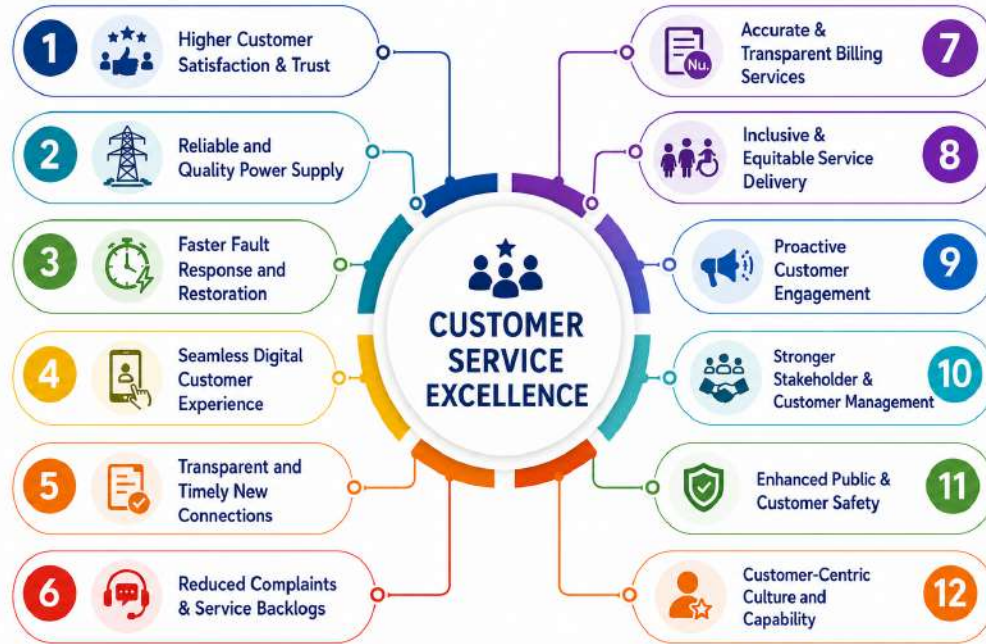 1
Higher Customer
Satisfaction & Trust
2
Reliable and
Quality Power Supply
3
Faster Fault
Response and
Restoration
4
Seamless Digital
Customer
Experience
5
Transparent and
Timely New
Connections
6
Reduced Complaints
& Service Backlogs
CUSTOMER
SERVICE
EXCELLENCE
Nu.
Accurate &
Transparent Billing
Services
7
Inclusive &
Equitable Service
Delivery
8
Proactive
Customer
Engagement
9
Stronger
Stakeholder &
Customer Management
10
Enhanced Public &
Customer Safety
11
Customer-Centric
Culture and
Capability
12